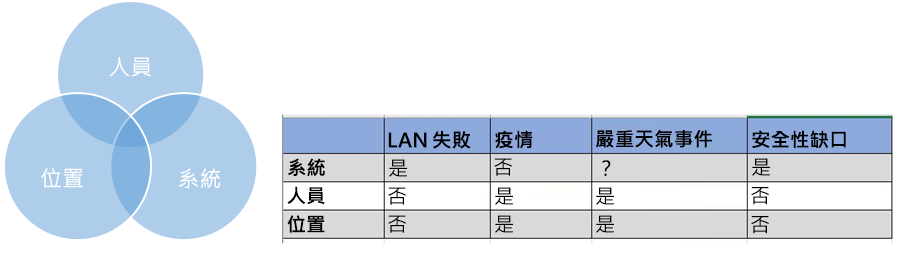 人員
位置
系統
LAN 失敗 疫情 嚴重天氣事件 安全性缺口
系統 是 否 ? 是
人員 否 是 是 否
位置 否 是 是 否